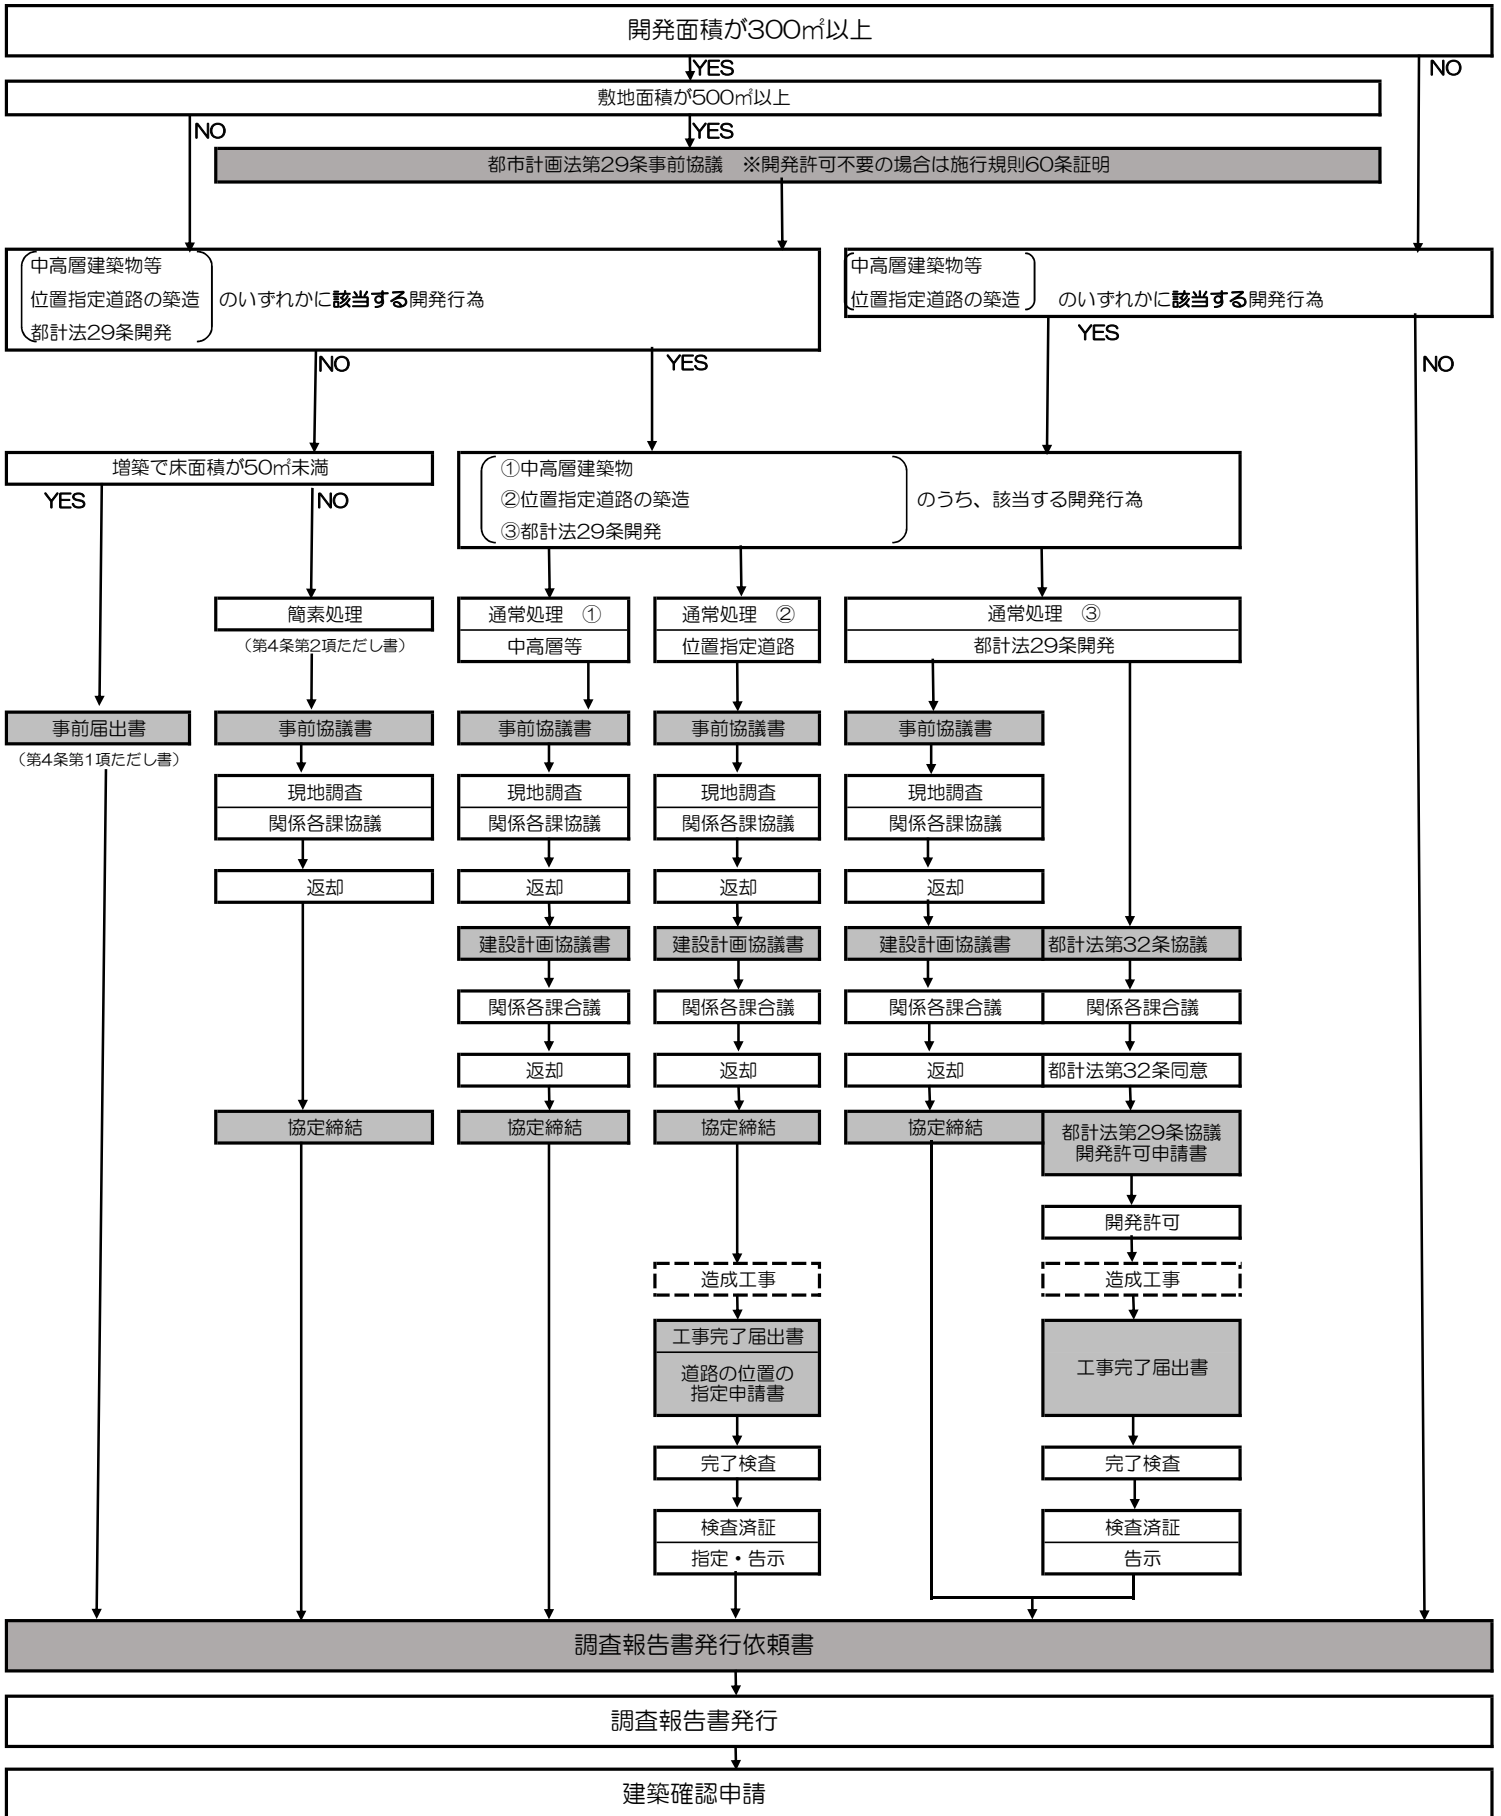 開発面積が300㎡以上
YES
NO
敷地面積が500㎡以上
NO
YES
都市計画法第29条事前協議　※開発許可不要の場合は施行規則60条証明
中高層建築物等
位置指定道路の築造 のいずれかに該当する開発行為
都計法29条開発
中高層建築物等
位置指定道路の築造 のいずれかに該当する開発行為
NO
YES
YES
NO
増築で床面積が50㎡未満
YES
NO
①中高層建築物
②位置指定道路の築造 のうち、該当する開発行為
③都計法29条開発
簡素処理
（第4条第2項ただし書）
通常処理　①
中高層等
通常処理　②
位置指定道路
通常処理　③
都計法29条開発
事前届出書
（第4条第1項ただし書）
事前協議書
事前協議書
事前協議書
事前協議書
現地調査
関係各課協議
現地調査
関係各課協議
現地調査
関係各課協議
現地調査
関係各課協議
返却
返却
返却
返却
建設計画協議書
建設計画協議書
建設計画協議書
都計法第32条協議
関係各課合議
関係各課合議
関係各課合議
関係各課合議
返却
返却
返却
都計法第32条同意
協定締結
協定締結
協定締結
協定締結
都計法第29条協議
開発許可申請書
開発許可
造成工事
造成工事
工事完了届出書
道路の位置の
指定申請書
工事完了届出書
完了検査
完了検査
検査済証
指定・告示
検査済証
告示
調査報告書発行依頼書
調査報告書発行
建築確認申請